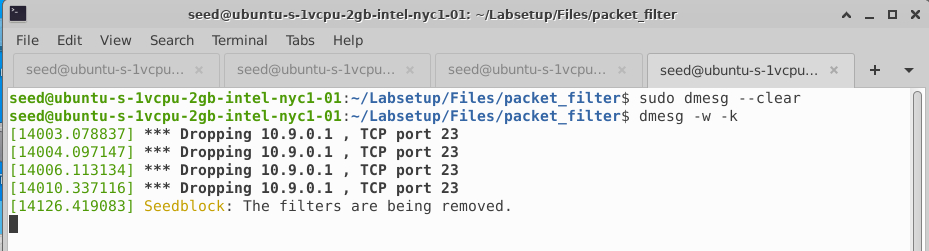 seed@ubuntu-s-1vcpu-2gb-intel-nyc1-01: ~/Labsetup/Files/packet_filter
File Edit View Search Terminal Tabs Help
seed@ubuntu-s-1vcpu... × seed@ubuntu-s-1vcpu... × seed@ubuntu-s-1vcpu... × seed@ubuntu-s-1vcpu... ×
seed@ubuntu-s-1vcpu-2gb-intel-nyc1-01:~/Labsetup/Files/packet_filter$ sudo dmesg --clear
seed@ubuntu-s-1vcpu-2gb-intel-nyc1-01:~/Labsetup/Files/packet_filter$ dmesg -w -k
[14003.078837] *** Dropping 10.9.0.1 , TCP port 23
[14004.097147] *** Dropping 10.9.0.1 , TCP port 23
[14006.113134] *** Dropping 10.9.0.1 , TCP port 23
[14010.337116] *** Dropping 10.9.0.1 , TCP port 23
[14126.419083] Seedblock: The filters are being removed.